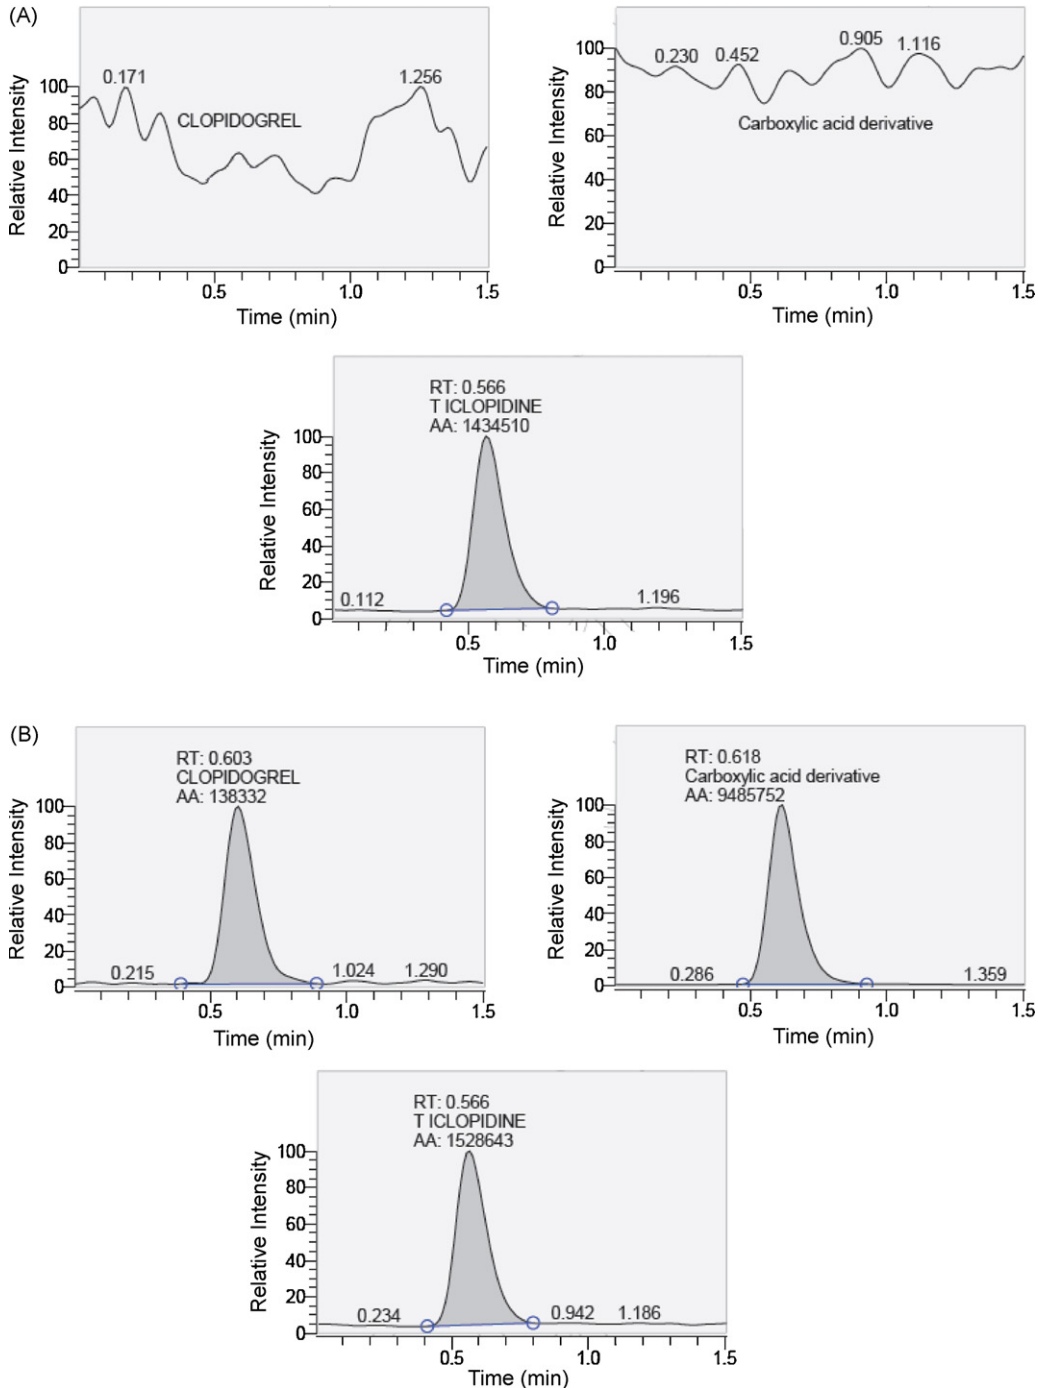 (A)
0.171
1.256
CLOPIDOGREL
100
80
60
40
20
0
Relative Intensity
0.5
1.0
1.5
Time (min)
0.230
0.452
0.905
1.116
Carboxylic acid derivative
100
80
60
40
20
0
Relative Intensity
0.5
1.0
1.5
Time (min)
RT: 0.566
T ICLOPIDINE
AA: 1434510
100
80
60
40
20
0
Relative Intensity
0.112
1.196
0.5
1.0
1.5
Time (min)
(B)
RT: 0.603
CLOPIDOGREL
AA: 138332
100
80
60
40
20
0
Relative Intensity
0.215
1.024
1.290
0.5
1.0
1.5
Time (min)
RT: 0.618
Carboxylic acid derivative
AA: 9485752
100
80
60
40
20
0
Relative Intensity
0.286
1.359
0.5
1.0
1.5
Time (min)
RT: 0.566
T ICLOPIDINE
AA: 1528643
100
80
60
40
20
0
Relative Intensity
0.234
0.942
1.186
0.5
1.0
1.5
Time (min)